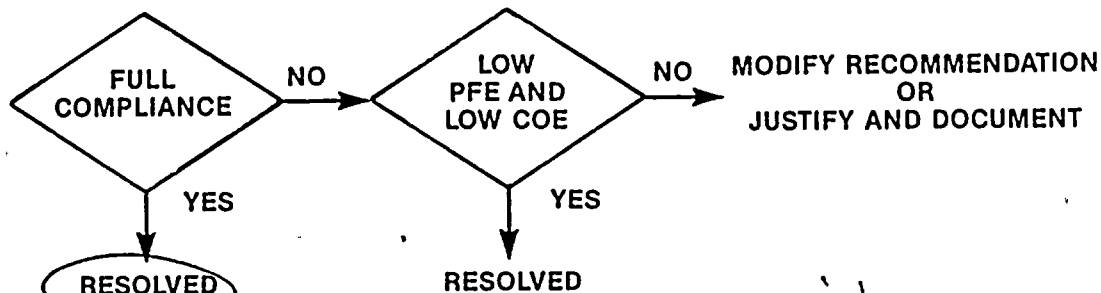 FULL
COMPLIANCE
NO
LOW
PFE AND
LOW COE
NO
MODIFY RECOMMENDATION
OR
JUSTIFY AND DOCUMENT
YES
YES
RESOLVED
RESOLVED